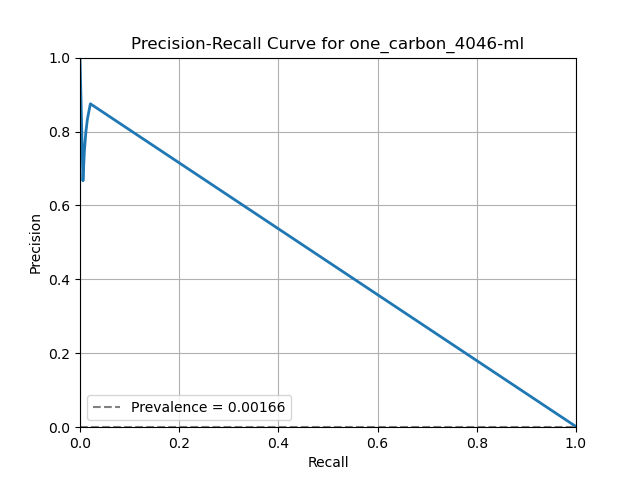 Precision-Recall Curve for one_carbon_4046-ml
1.0
0.8
0.6
0.4
0.2
0.0
Precision
Prevalence = 0.00166
0.0 0.2 0.4 0.6 0.8 1.0
Recall